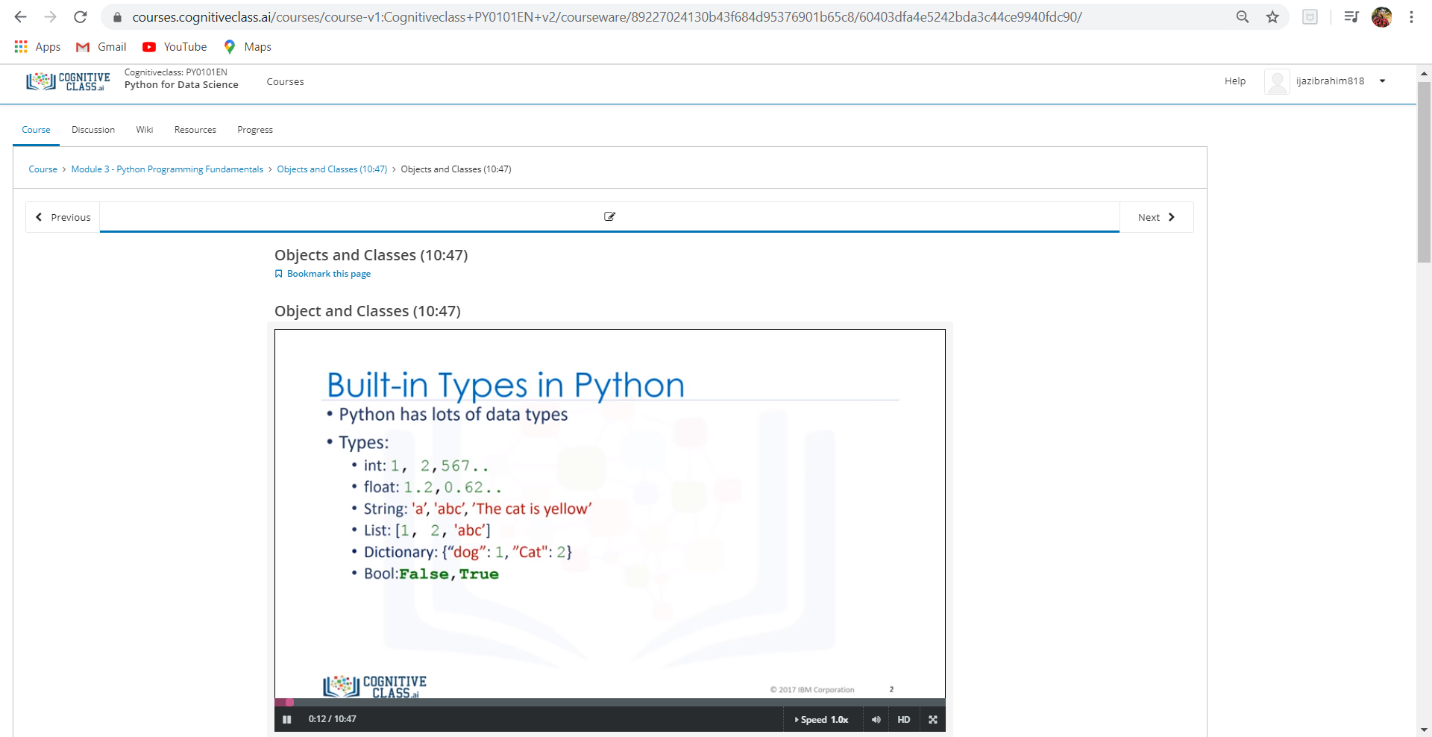 courses.cognitiveclass.ai/courses/course-v1:Cognitiveclass+PY0101EN+v2/courseware/89227024130b43f684d95376901b65c8/60403dfa4e5242bda3c44ce9940fdc90/
Apps Gmail YouTube Maps
COGNITIVE CLASS.ai
Cognitiveclass: PY0101EN
Python for Data Science
Courses
Help
ijazibrahim818
Course Discussion Wiki Resources Progress
Course > Module 3 - Python Programming Fundamentals > Objects and Classes (10:47) > Objects and Classes (10:47)
Previous
Next
Objects and Classes (10:47)
Bookmark this page
Object and Classes (10:47)
Built-in Types in Python
• Python has lots of data types
• Types:
• int: 1, 2,567..
• float: 1.2,0.62..
• String: 'a’, 'abc’, ’The cat is yellow’
• List: [1, 2, 'abc’]
• Dictionary: {“dog”: 1, ”Cat": 2}
• Bool:False,True
COGNITIVE
CLASS.ai
© 2017 IBM Corporation 2
0:12 / 10:47 Speed 1.0x HD